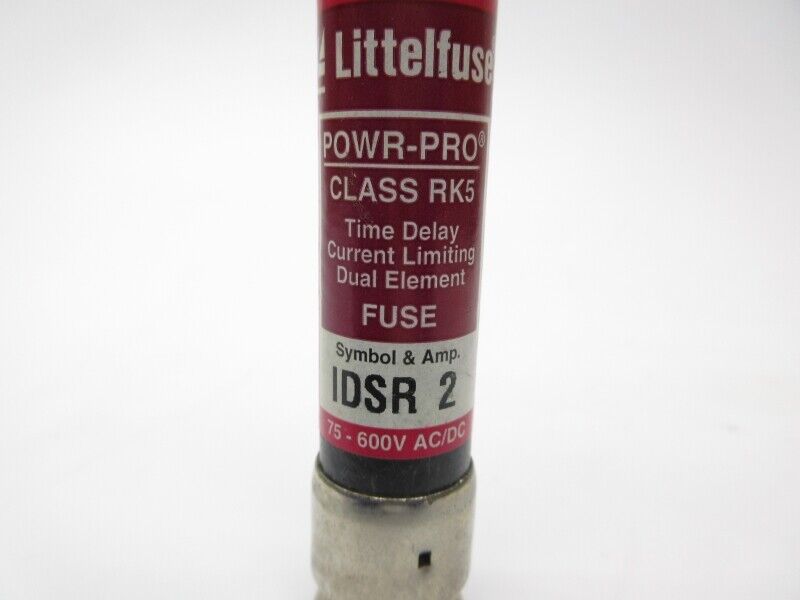 Littelfuse
POWR-PRO®
CLASS RK5
Time Delay
Current Limiting
Dual Element
FUSE
Symbol & Amp.
IDSR 2
75 - 600V AC/DC